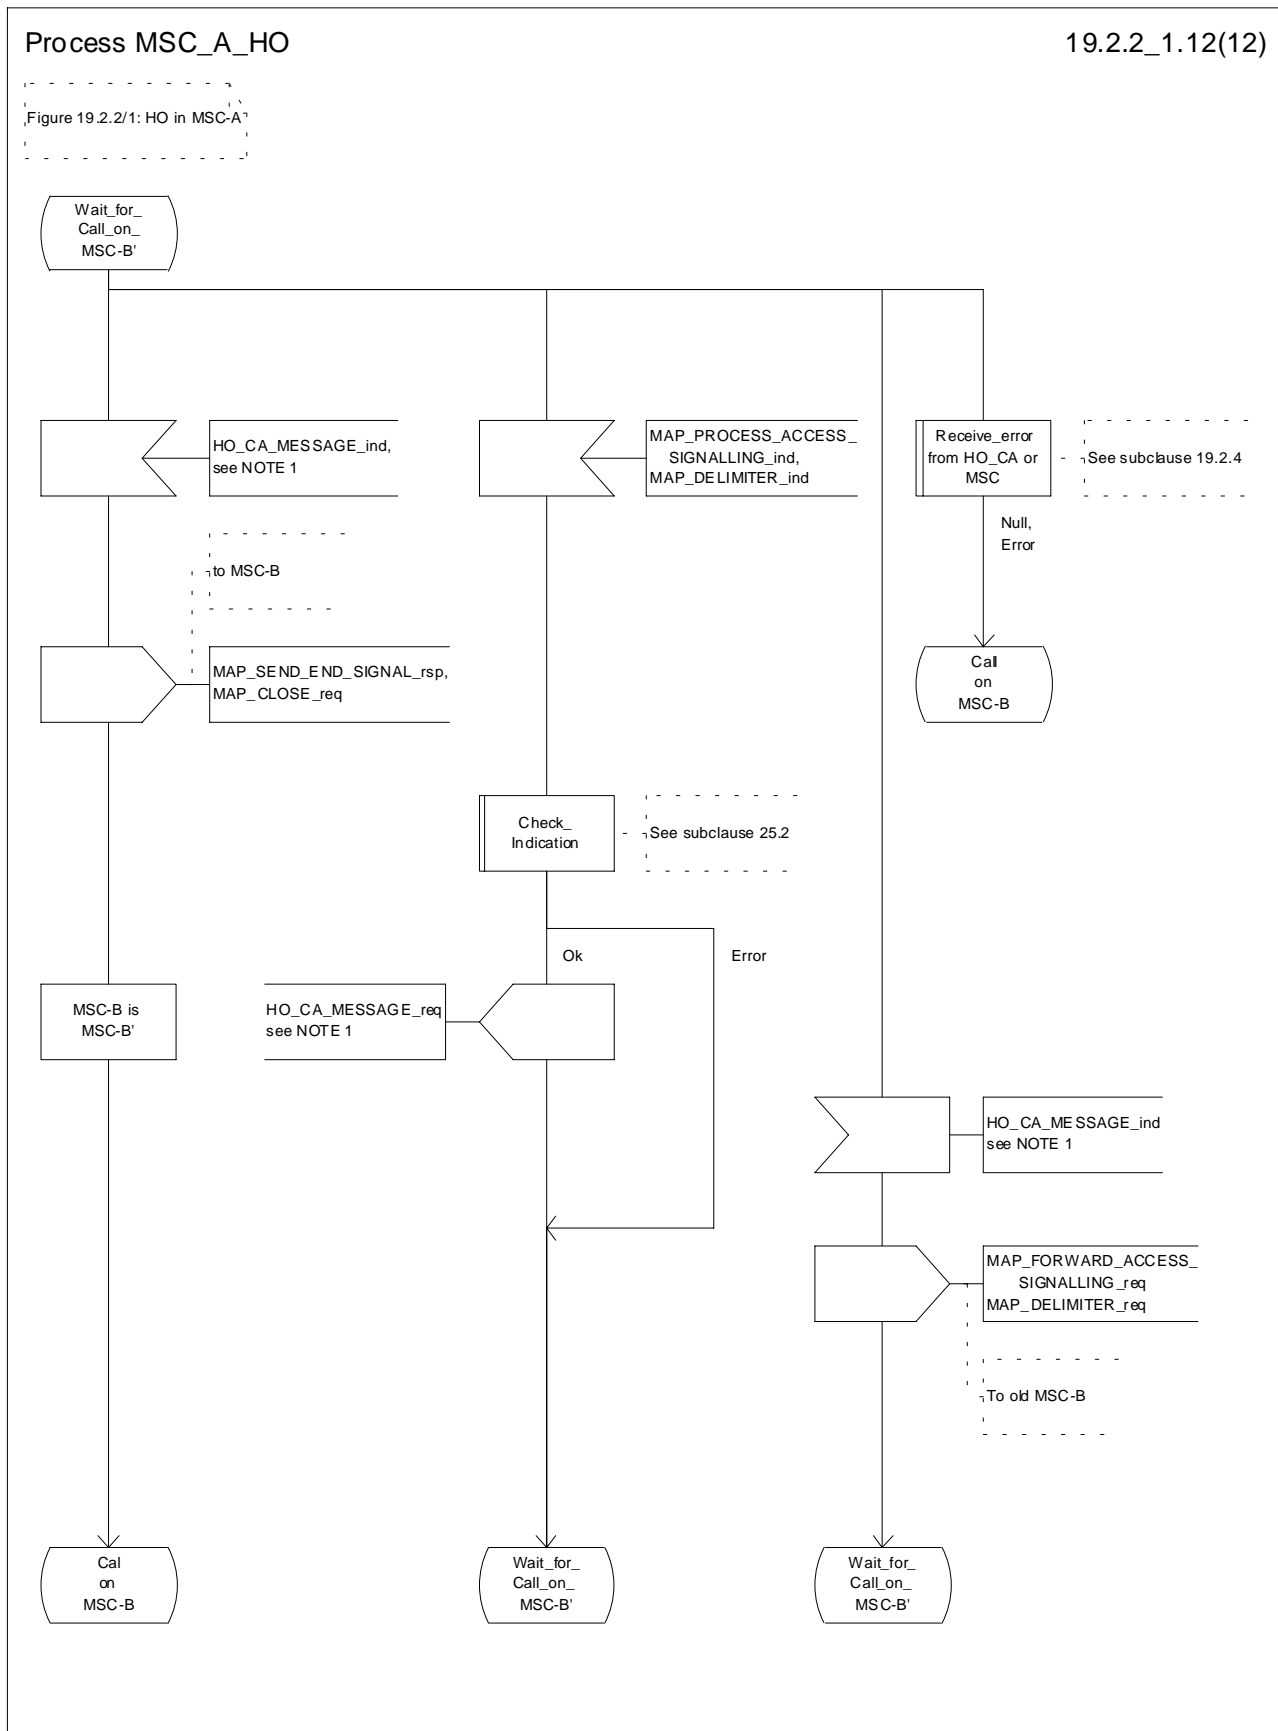 Process MSC_A_HO
19.2.2_1.12(12)
Figure 19.2.2/1: HO in MSC-A
Wait_for_
Call_on_
MSC-B'
HO_CA_MESSAGE_ind,
see NOTE 1
MAP_PROCESS_ACCESS_
SIGNALLING_ind,
MAP_DELIMITER_ind
Receive_error
from HO_CA or
MSC
See subclause 19.2.4
Null,
Error
to MSC-B
MAP_SEND_END_SIGNAL_rsp,
MAP_CLOSE_req
Call
on
MSC-B
Check_
Indication
See subclause 25.2
Ok
Error
MSC-B is
MSC-B'
HO_CA_MESSAGE_req
see NOTE 1
HO_CA_MESSAGE_ind
see NOTE 1
MAP_FORWARD_ACCESS_
SIGNALLING_req
MAP_DELIMITER_req
To old MSC-B
Cal
on
MSC-B
Wait_for_
Call_on_
MSC-B'
Wait_for_
Call_on_
MSC-B'